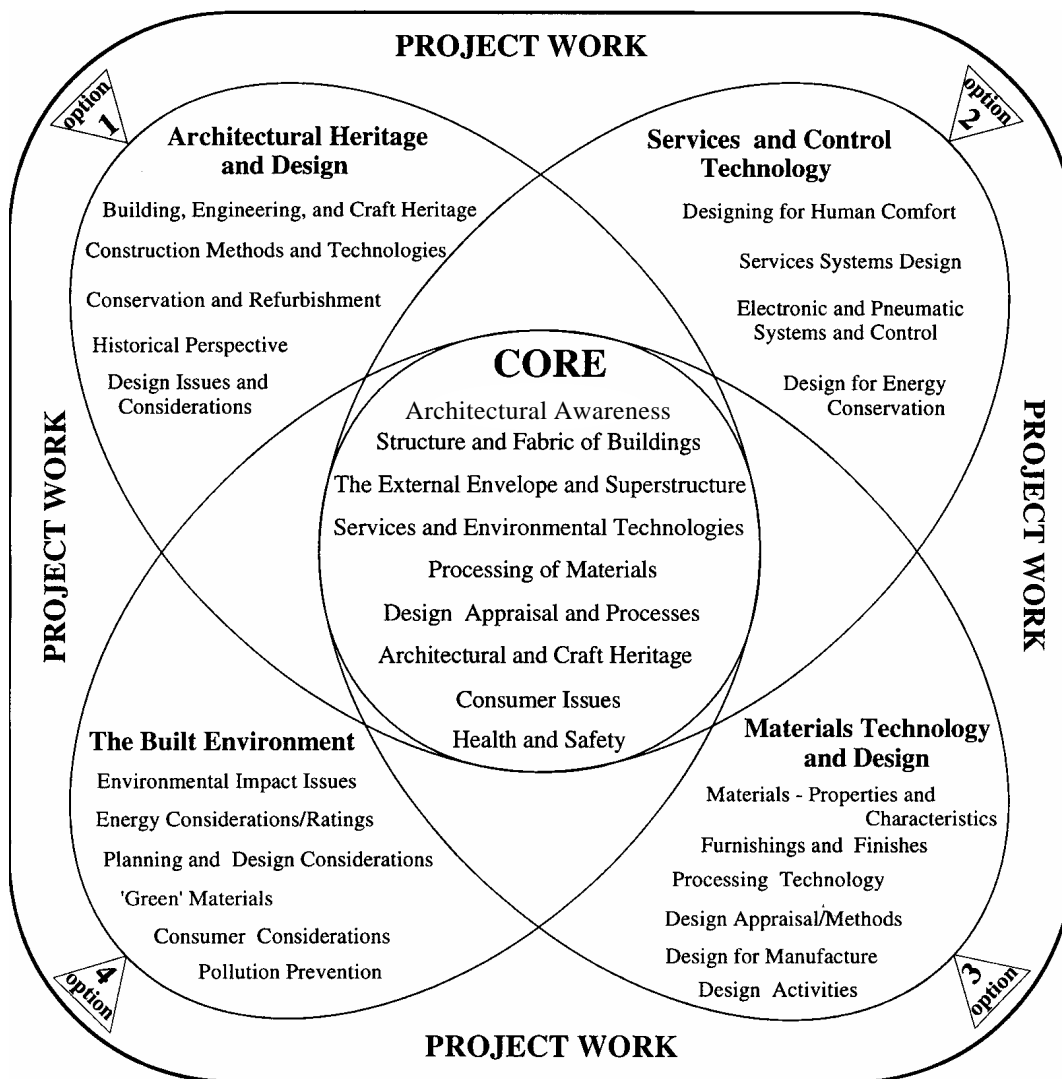 PROJECT WORK
option
1
Architectural Heritage
and Design
Building, Engineering, and Craft Heritage
Construction Methods and Technologies
Conservation and Refurbishment
Historical Perspective
Design Issues and
Considerations
option
2
Services and Control
Technology
Designing for Human Comfort
Services Systems Design
Electronic and Pneumatic
Systems and Control
Design for Energy
Conservation
PROJECT WORK
CORE
Architectural Awareness
Structure and Fabric of Buildings
The External Envelope and Superstructure
Services and Environmental Technologies
Processing of Materials
Design Appraisal and Processes
Architectural and Craft Heritage
Consumer Issues
Health and Safety
PROJECT WORK
The Built Environment
Environmental Impact Issues
Energy Considerations/Ratings
Planning and Design Considerations
'Green' Materials
Consumer Considerations
Pollution Prevention
4
option
Materials Technology
and Design
Materials - Properties and
Characteristics
Furnishings and Finishes
Processing Technology
Design Appraisal/Methods
Design for Manufacture
Design Activities
3
option
PROJECT WORK